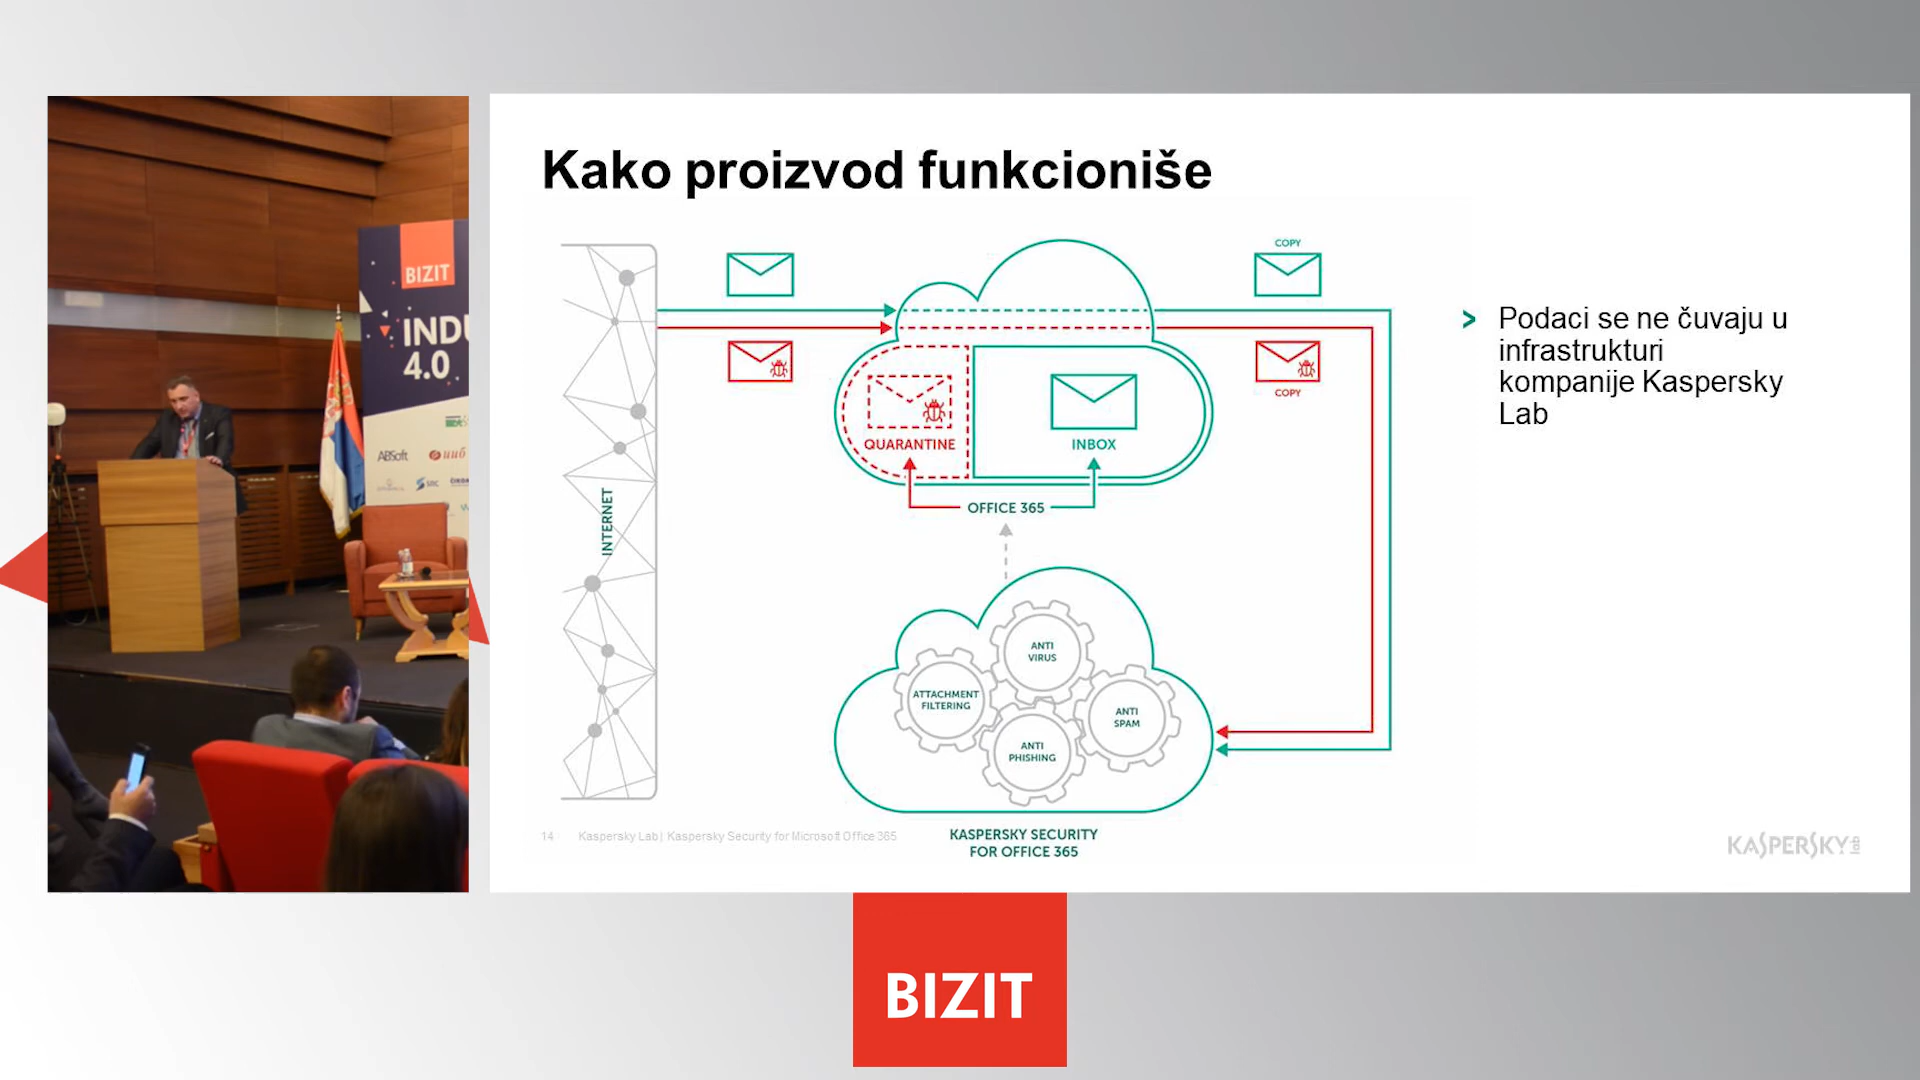 Kako proizvod funkcioniše
COPY
Podaci se ne čuvaju u
infrastrukturi
kompanije Kaspersky
Lab
COPY
QUARANTINE
INBOX
OFFICE 365
INTERNET
ANTI
VIRUS
ATTACHMENT
FILTERING
ANTI
SPAM
ANTI
PHISHING
14
Kaspersky Lab | Kaspersky Security for Microsoft Office 365
KASPERSKY SECURITY
FOR OFFICE 365
KASPERSKY lab
BIZIT
INDU
4.0
ABSoft
BIZIT